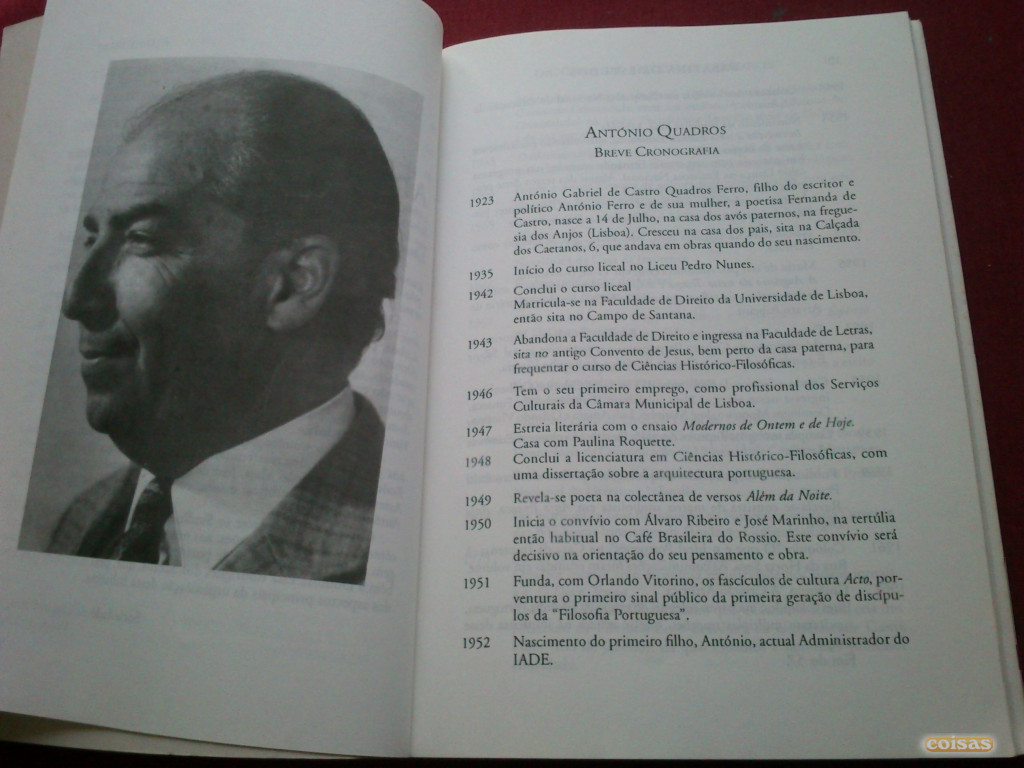 ANTÓNIO QUADROS
BREVE CRONOGRAFIA
1923 António Gabriel de Castro Quadros Ferro, filho do escritor e
político António Ferro e de sua mulher, a poetisa Fernanda de
Castro, nasce a 14 de Julho, na casa dos avós paternos, na fregue-
sia dos Anjos (Lisboa). Cresceu na casa dos pais, sita na Calçada
dos Caetanos, 6, que andava em obras quando do seu nascimento.
1935 Início do curso liceal no Liceu Pedro Nunes.
1942 Conclui o curso liceal
Matricula-se na Faculdade de Direito da Universidade de Lisboa,
então sita no Campo de Santana.
1943 Abandona a Faculdade de Direito e ingressa na Faculdade de Letras,
sita no antigo Convento de Jesus, bem perto da casa paterna, para
frequentar o curso de Ciências Histórico-Filosóficas.
1946 Tem o seu primeiro emprego, como profissional dos Serviços
Culturais da Câmara Municipal de Lisboa.
1947 Estreia literária com o ensaio Modernos de Ontem e de Hoje.
Casa com Paulina Roquette.
1948 Conclui a licenciatura em Ciências Histórico-Filosóficas, com
uma dissertação sobre a arquitectura portuguesa.
1949 Revela-se poeta na colectânea de versos Além da Noite.
1950 Inicia o convívio com Álvaro Ribeiro e José Marinho, na tertúlia
então habitual no Café Brasileira do Rossio. Este convívio será
decisivo na orientação do seu pensamento e obra.
1951 Funda, com Orlando Vitorino, os fascículos de cultura Acto, por-
ventura o primeiro sinal público da primeira geração de discípu-
los da "Filosofia Portuguesa".
1952 Nascimento do primeiro filho, António, actual Administrador do
IADE.
coisas